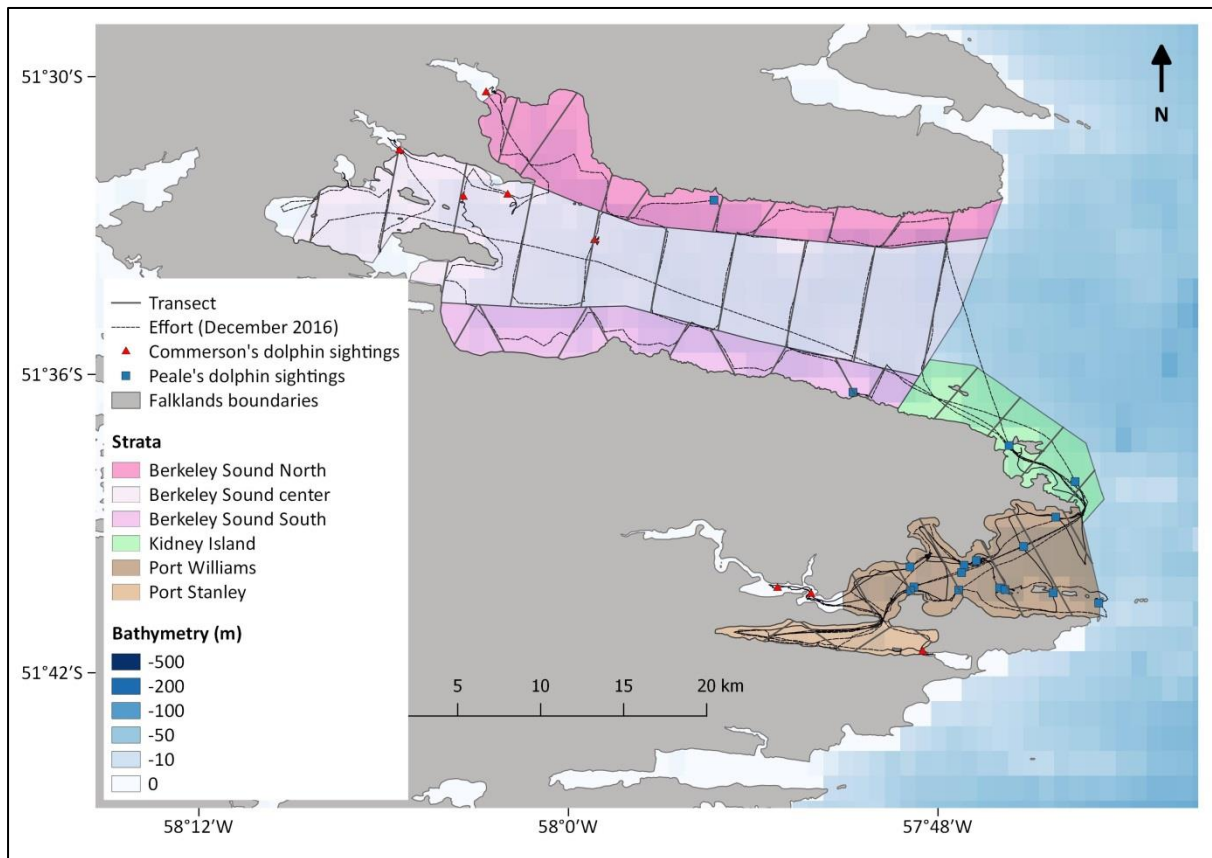 51°30′S
N
51°36′S
51°42′S
Transect
Effort (December 2016)
Commerson's dolphin sightings
Peale's dolphin sightings
Falklands boundaries
Strata
Berkeley Sound North
Berkeley Sound center
Berkeley Sound South
Kidney Island
Port Williams
Port Stanley
Bathymetry (m)
-500
-200
-100
-50
-10
0
5 10 15 20 km
58°12′W 58°0′W 57°48′W